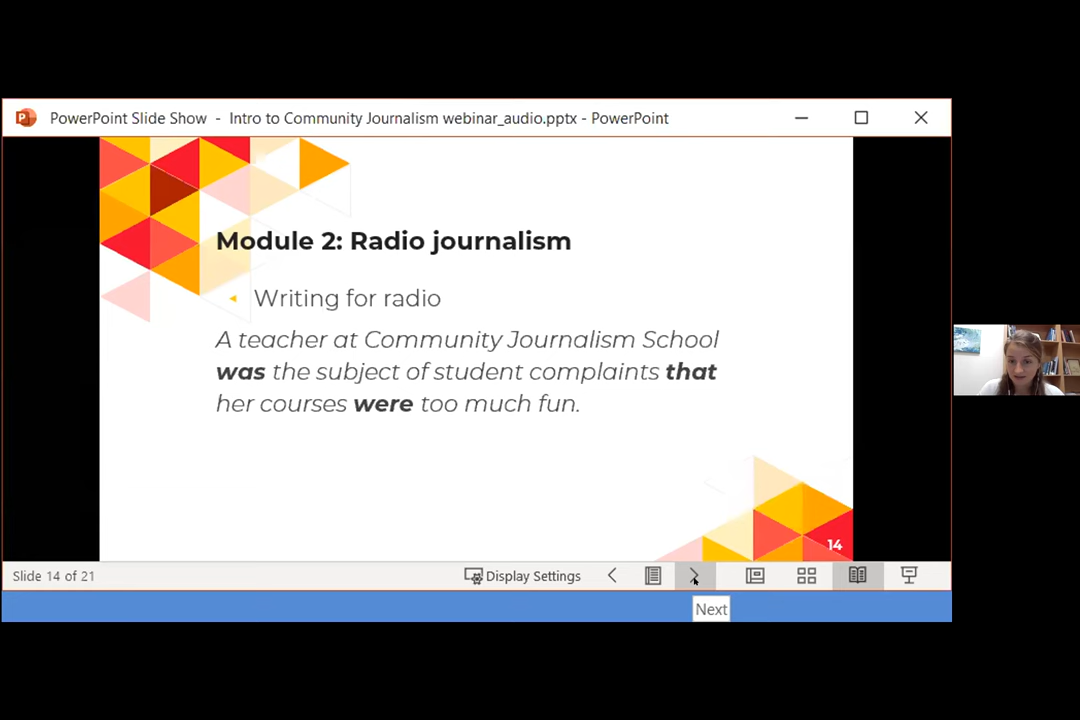 PowerPoint Slide Show - Intro to Community Journalism webinar_audio.pptx - PowerPoint
Module 2: Radio journalism
Writing for radio
A teacher at Community Journalism School
was the subject of student complaints that
her courses were too much fun.
14
Slide 14 of 21
Display Settings
Next